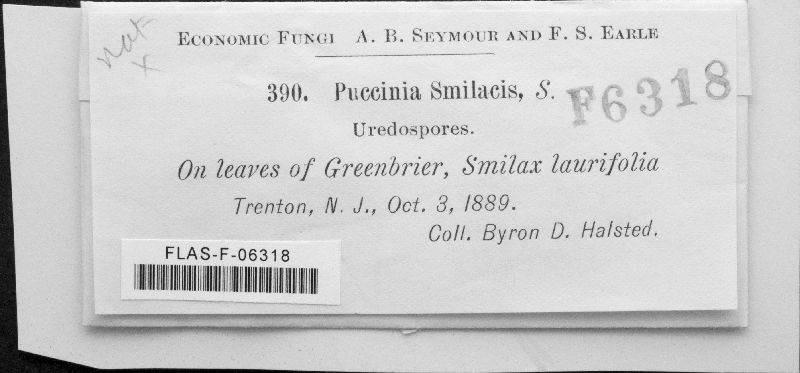 not
x
Economic Fungi A. B. Seymour and F. S. Earle
390. Puccinia Smilacis, S.
F6318
Uredospores.
On leaves of Greenbrier, Smilax laurifolia
Trenton, N. J., Oct. 3, 1889.
Coll. Byron D. Halsted.
FLAS-F-06318